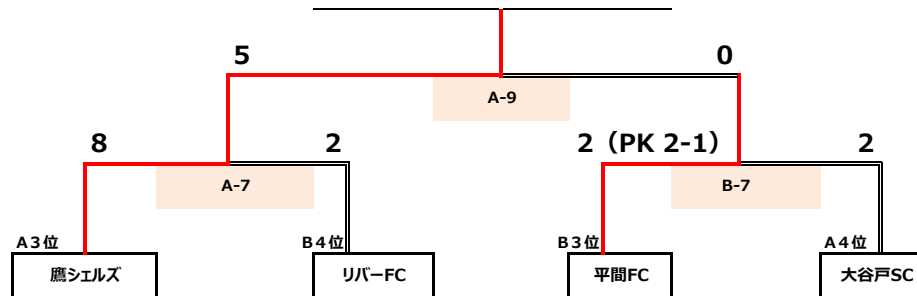 5 0
A-9
8 2 2（PK 2-1） 2
A-7 B-7
A３位 B４位 B３位 A４位
鷹シェルズ リバーFC 平間FC 大谷戸SC